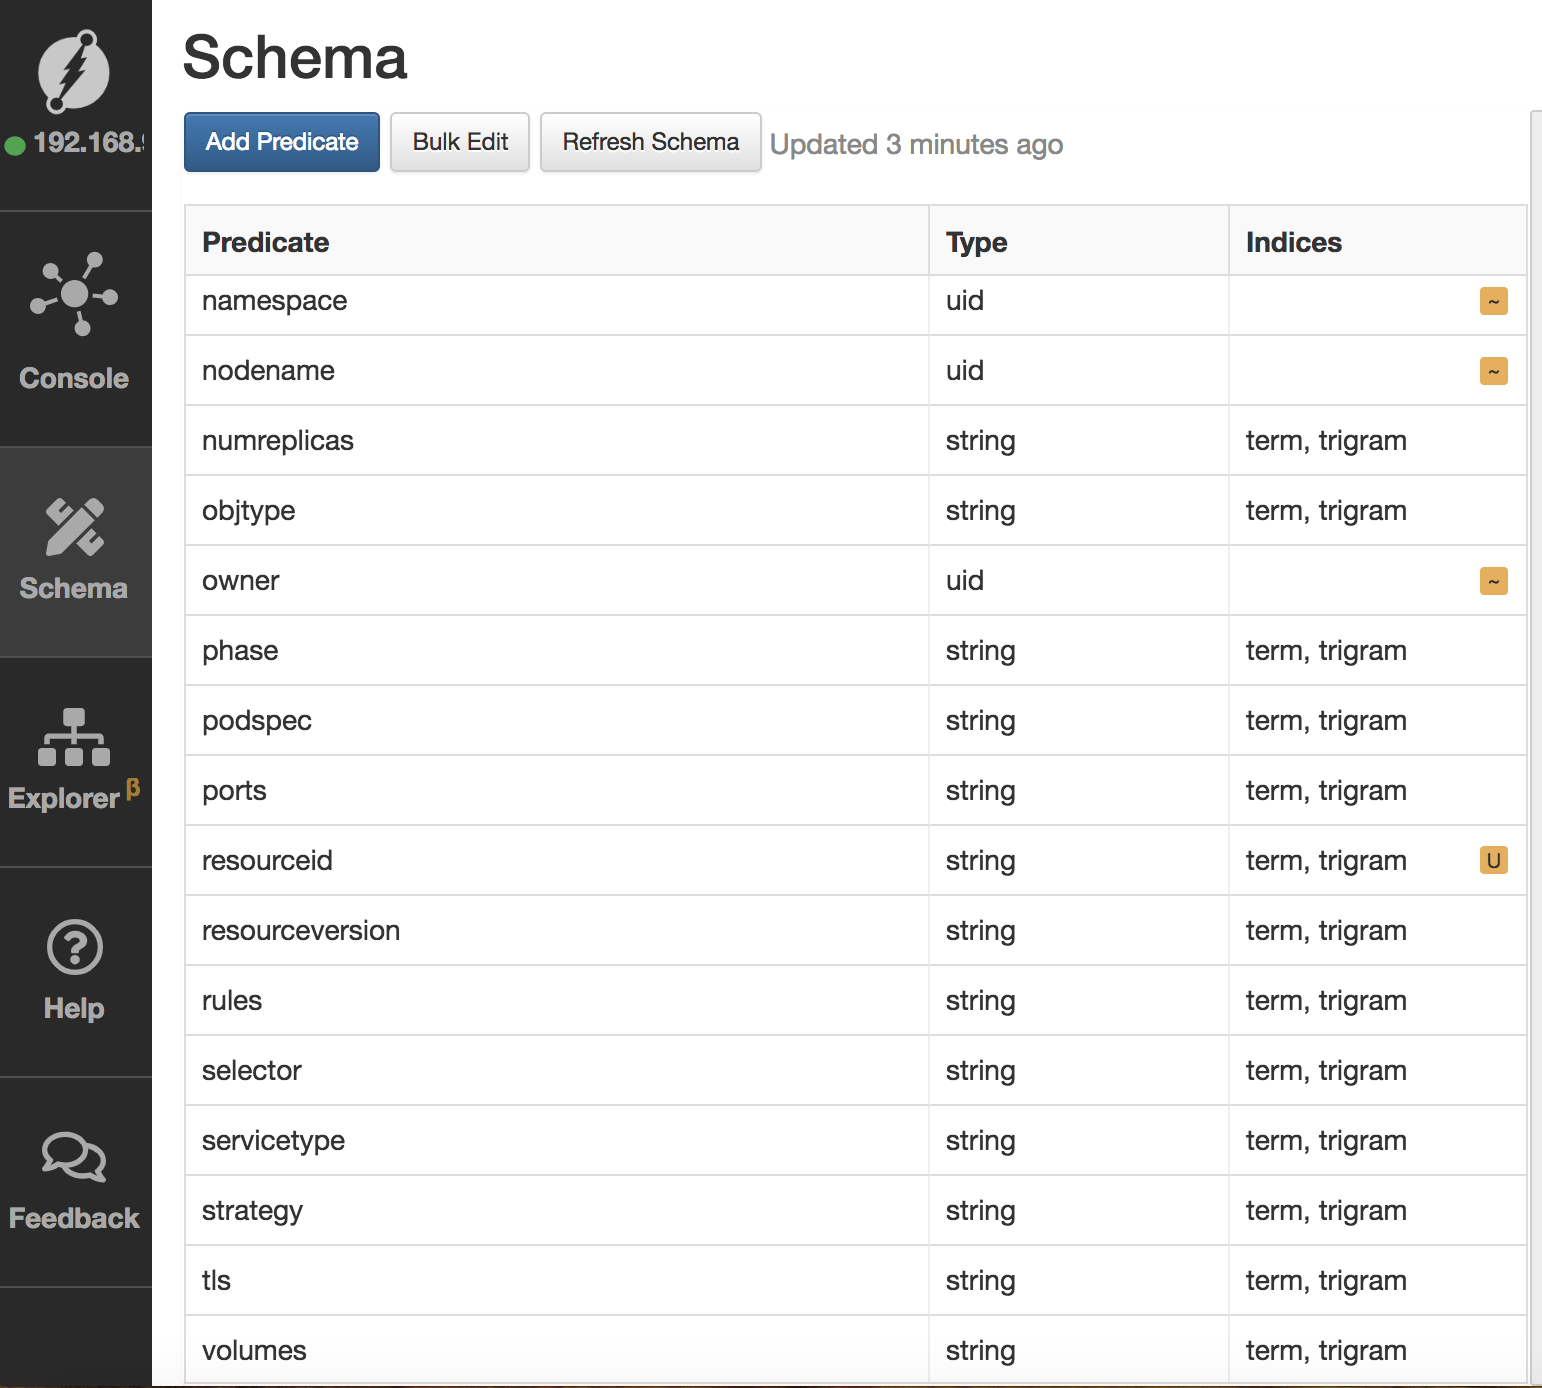 Schema
Add Predicate Bulk Edit Refresh Schema Updated 3 minutes ago
192.168.
Console
Schema
Explorer β
Help
Feedback
Predicate Type Indices
namespace uid ~
nodename uid ~
numreplicas string term, trigram
objtype string term, trigram
owner uid ~
phase string term, trigram
podspec string term, trigram
ports string term, trigram
resourceid string term, trigram U
resourceversion string term, trigram
rules string term, trigram
selector string term, trigram
servicetype string term, trigram
strategy string term, trigram
tls string term, trigram
volumes string term, trigram